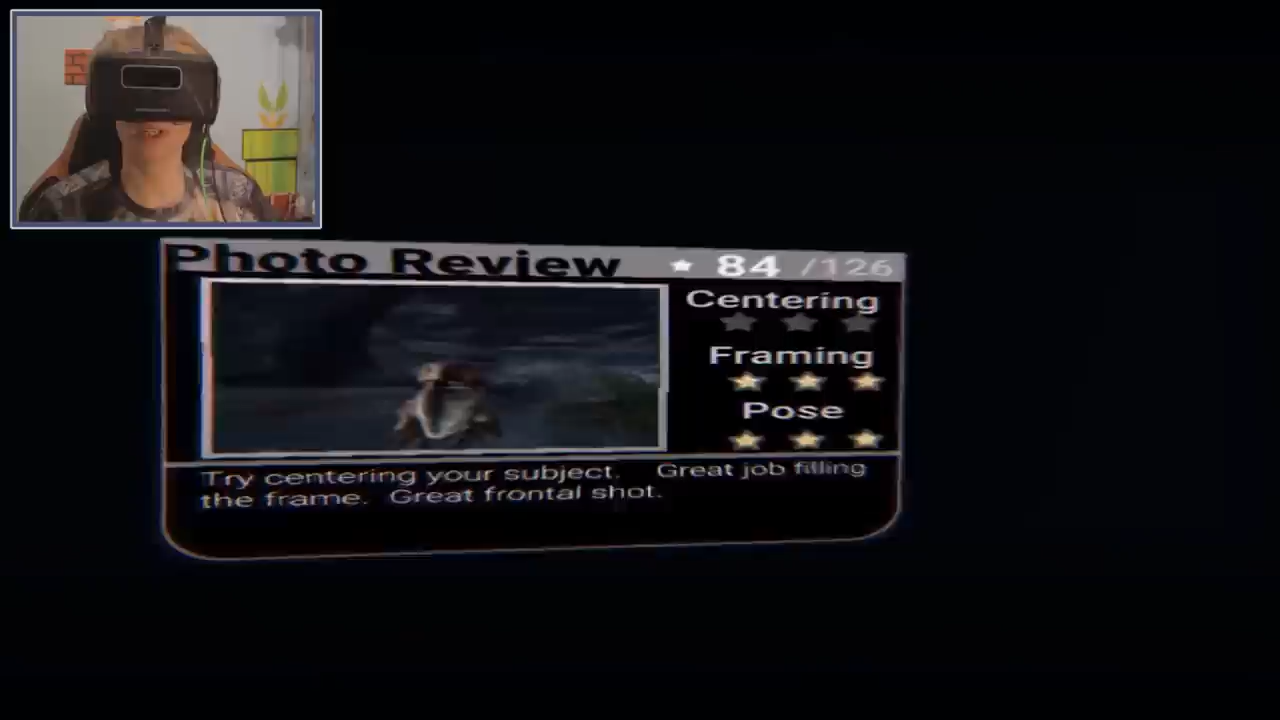 Photo Review ★ 84 /126
Centering
Framing
Pose
Try centering your subject. Great job filling
the frame. Great frontal shot.